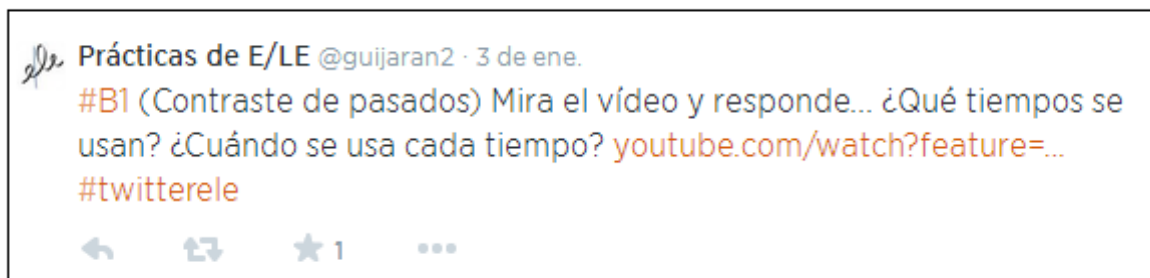 ele Prácticas de E/LE @guijaran2 · 3 de ene.
#B1 (Contraste de pasados) Mira el vídeo y responde... ¿Qué tiempos se
usan? ¿Cuándo se usa cada tiempo? youtube.com/watch?feature=...
#twitterele
1